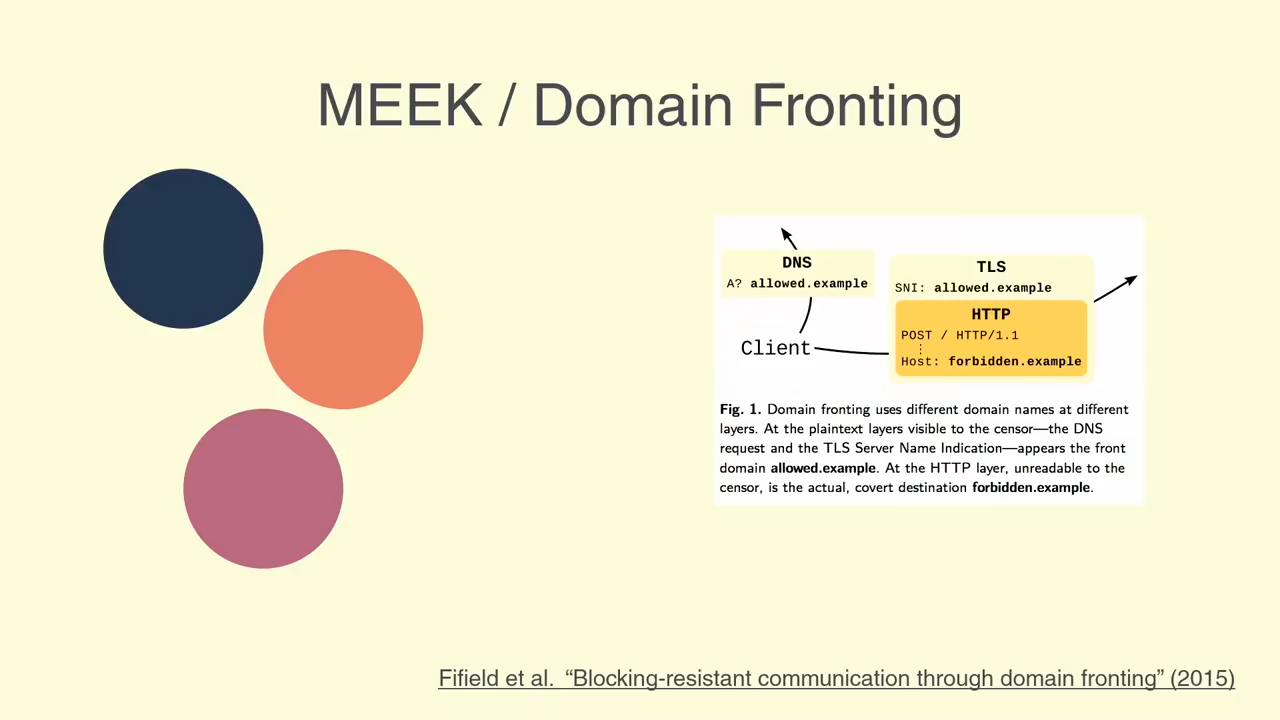 MEEK / Domain Fronting
DNS
A? allowed.example
Client
TLS
SNI: allowed.example
HTTP
POST / HTTP/1.1
Host: forbidden.example
Fig. 1. Domain fronting uses different domain names at different
layers. At the plaintext layers visible to the censor—the DNS
request and the TLS Server Name Indication—appears the front
domain allowed.example. At the HTTP layer, unreadable to the
censor, is the actual, covert destination forbidden.example.
Fifield et al. “Blocking-resistant communication through domain fronting” (2015)